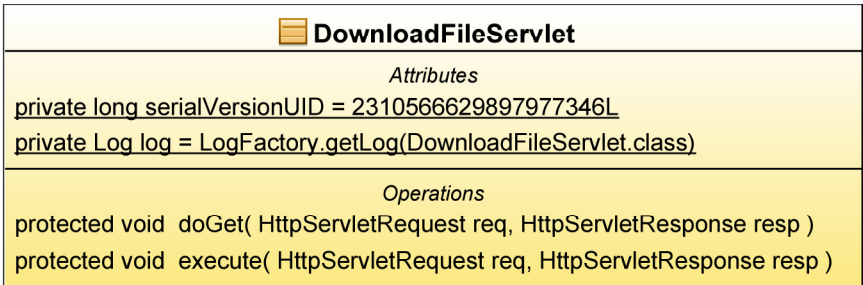 DownloadFileServlet
Attributes
private long serialVersionUID = 2310566629897977346L
private Log log = LogFactory.getLog(DownloadFileServlet.class)
Operations
protected void  doGet( HttpServletRequest req, HttpServletResponse resp )
protected void  execute( HttpServletRequest req, HttpServletResponse resp )